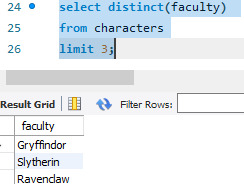 24 select distinct(faculty)
25 from characters
26 limit 3;
Result Grid Filter Rows:
faculty
Gryffindor
Slytherin
Ravenclaw